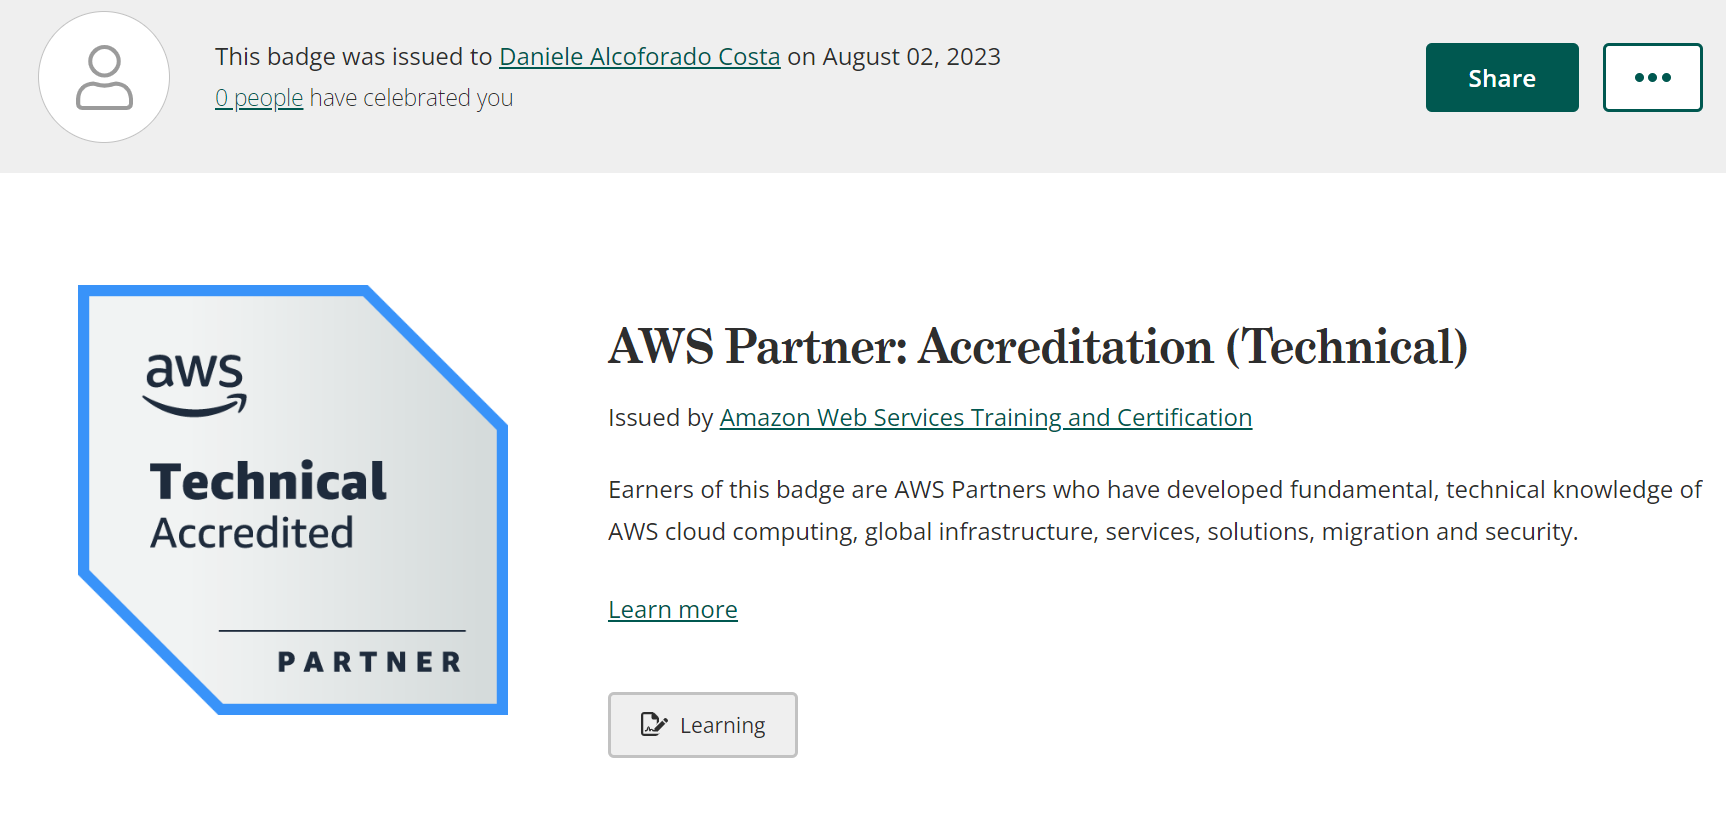 This badge was issued to Daniele Alcoforado Costa on August 02, 2023
0 people have celebrated you
Share
aws
Technical
Accredited
PARTNER
AWS Partner: Accreditation (Technical)
Issued by Amazon Web Services Training and Certification
Earners of this badge are AWS Partners who have developed fundamental, technical knowledge of
AWS cloud computing, global infrastructure, services, solutions, migration and security.
Learn more
Learning